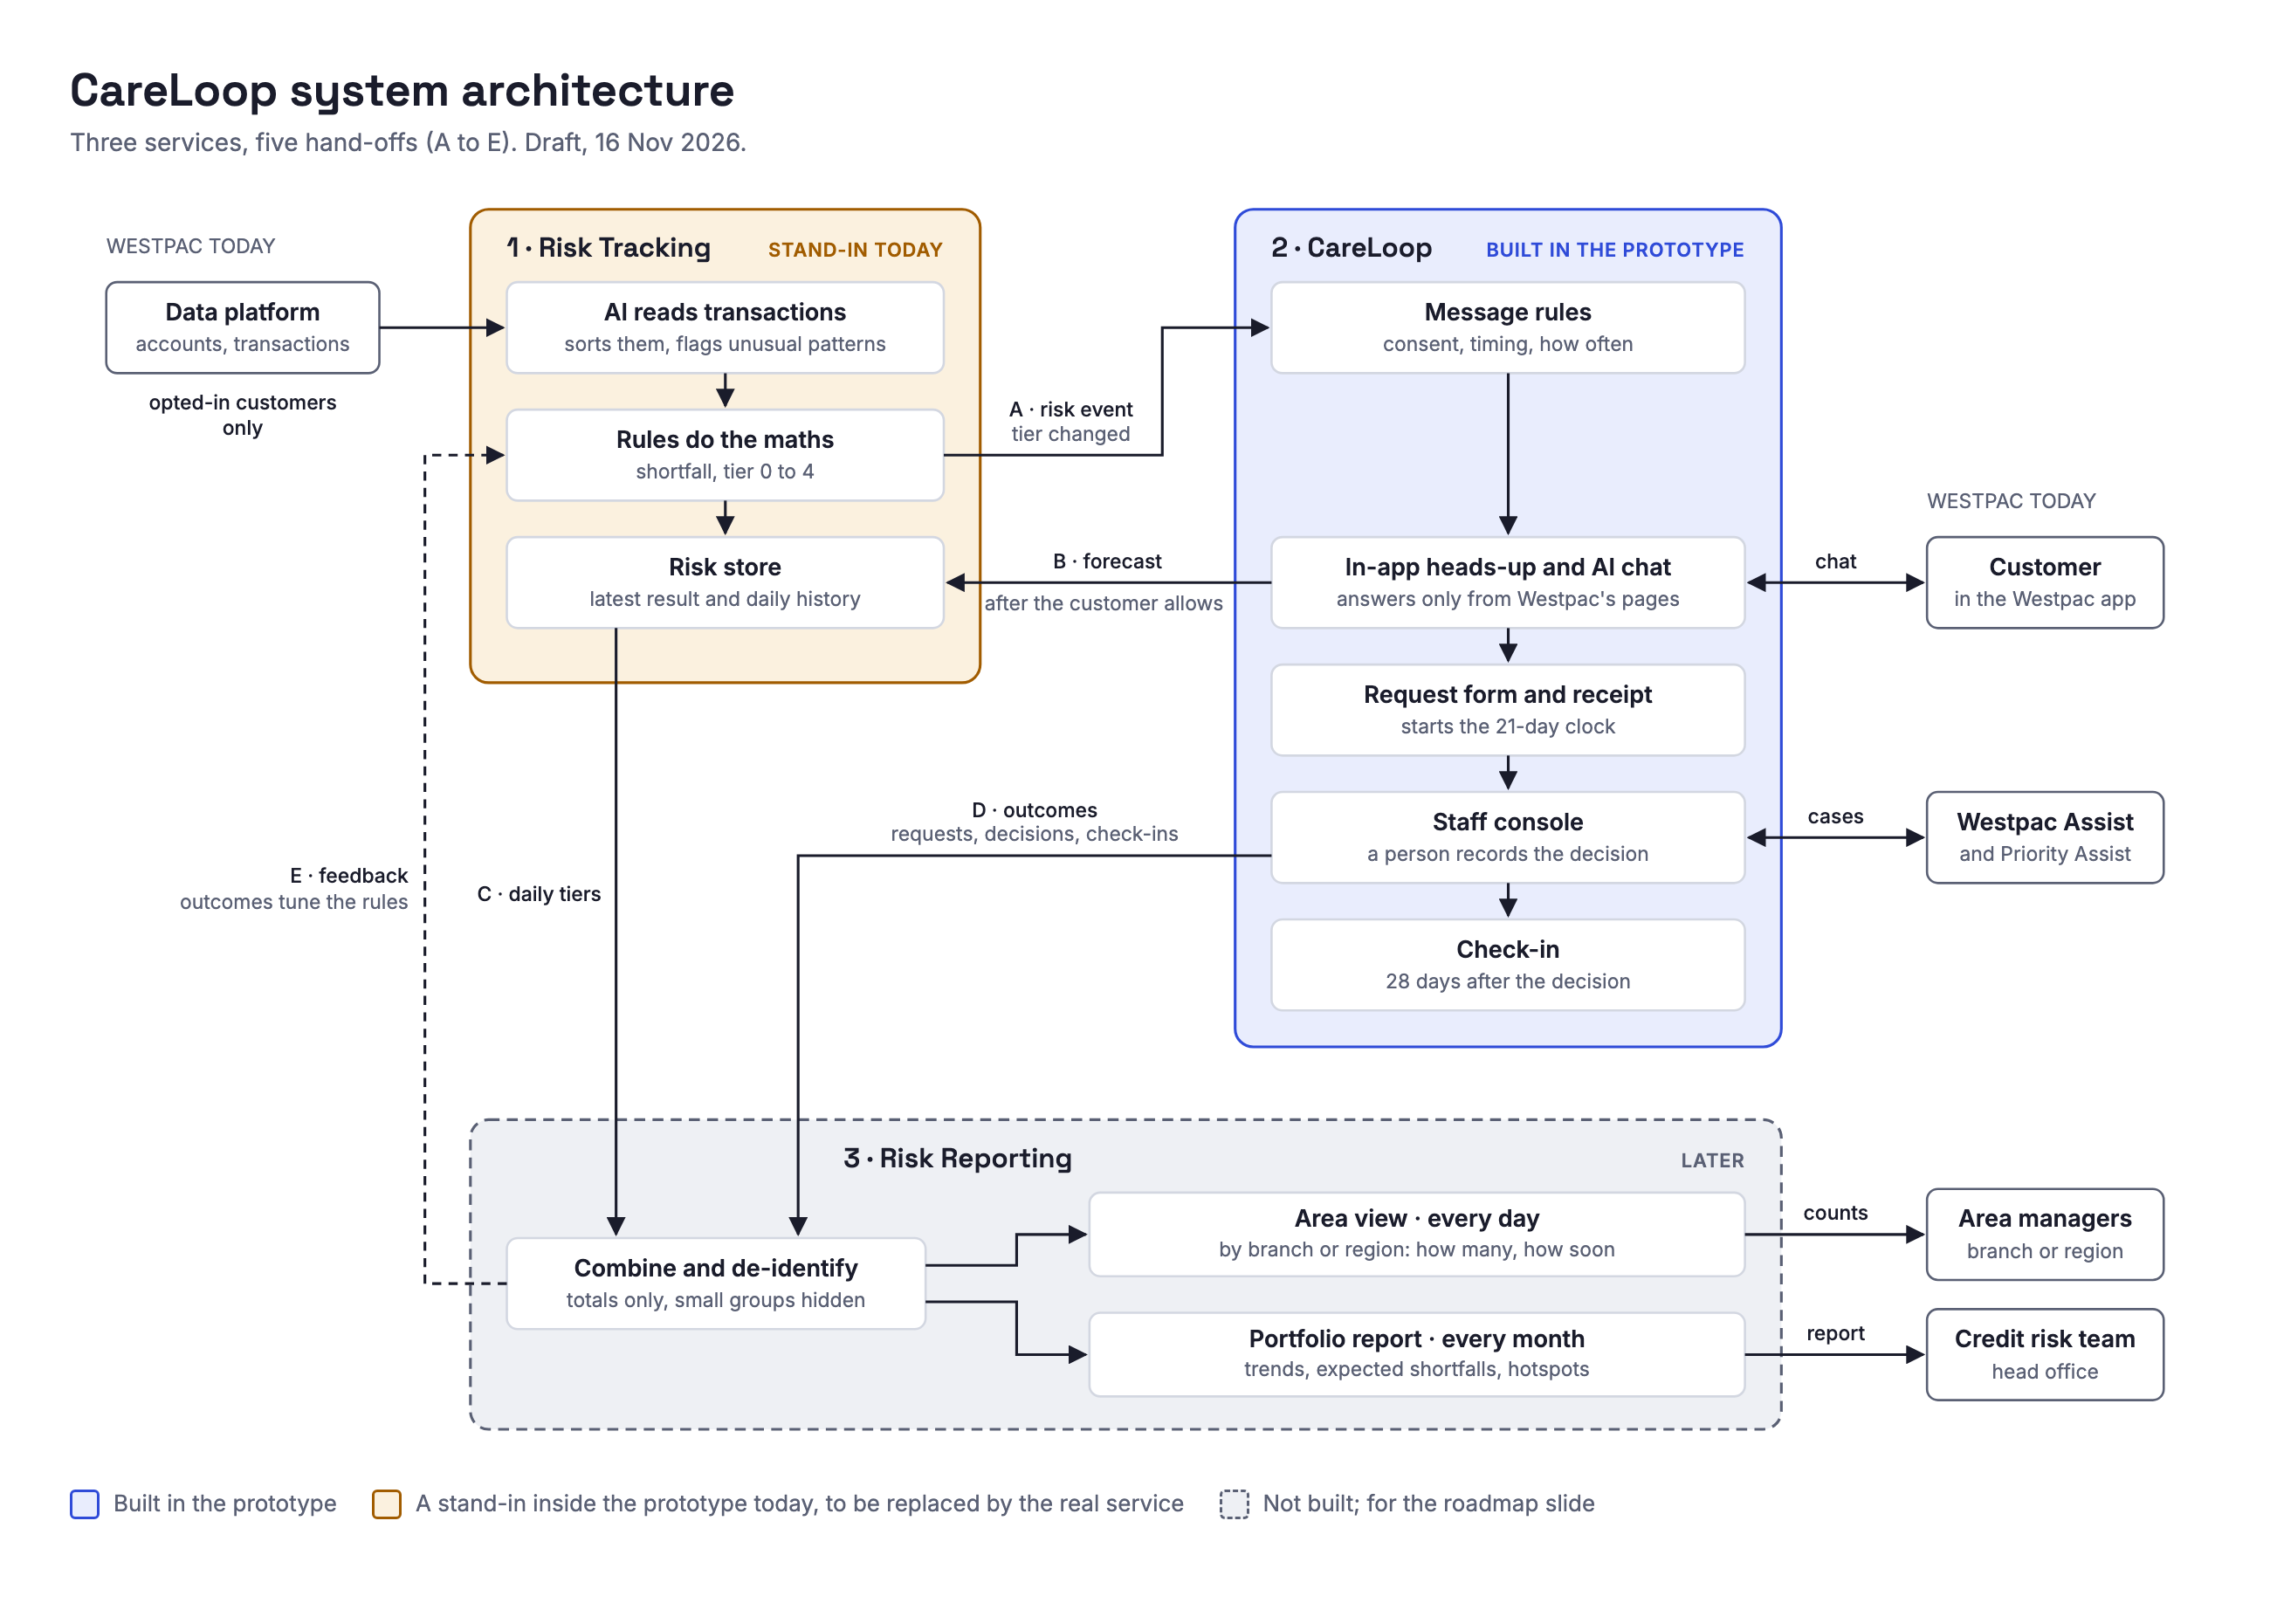 CareLoop system architecture
Three services, five hand-offs (A to E). Draft, 16 Nov 2026.
WESTPAC TODAY
Data platform
accounts, transactions
opted-in customers
only
1 · Risk Tracking
STAND-IN TODAY
AI reads transactions
sorts them, flags unusual patterns
Rules do the maths
shortfall, tier 0 to 4
Risk store
latest result and daily history
A · risk event
tier changed
B · forecast
after the customer allows
2 · CareLoop
BUILT IN THE PROTOTYPE
Message rules
consent, timing, how often
In-app heads-up and AI chat
answers only from Westpac's pages
Request form and receipt
starts the 21-day clock
Staff console
a person records the decision
Check-in
28 days after the decision
WESTPAC TODAY
chat
Customer
in the Westpac app
cases
Westpac Assist
and Priority Assist
D · outcomes
requests, decisions, check-ins
E · feedback
outcomes tune the rules
C · daily tiers
3 · Risk Reporting
LATER
Combine and de-identify
totals only, small groups hidden
Area view · every day
by branch or region: how many, how soon
Portfolio report · every month
trends, expected shortfalls, hotspots
counts
Area managers
branch or region
report
Credit risk team
head office
Built in the prototype
A stand-in inside the prototype today, to be replaced by the real service
Not built; for the roadmap slide